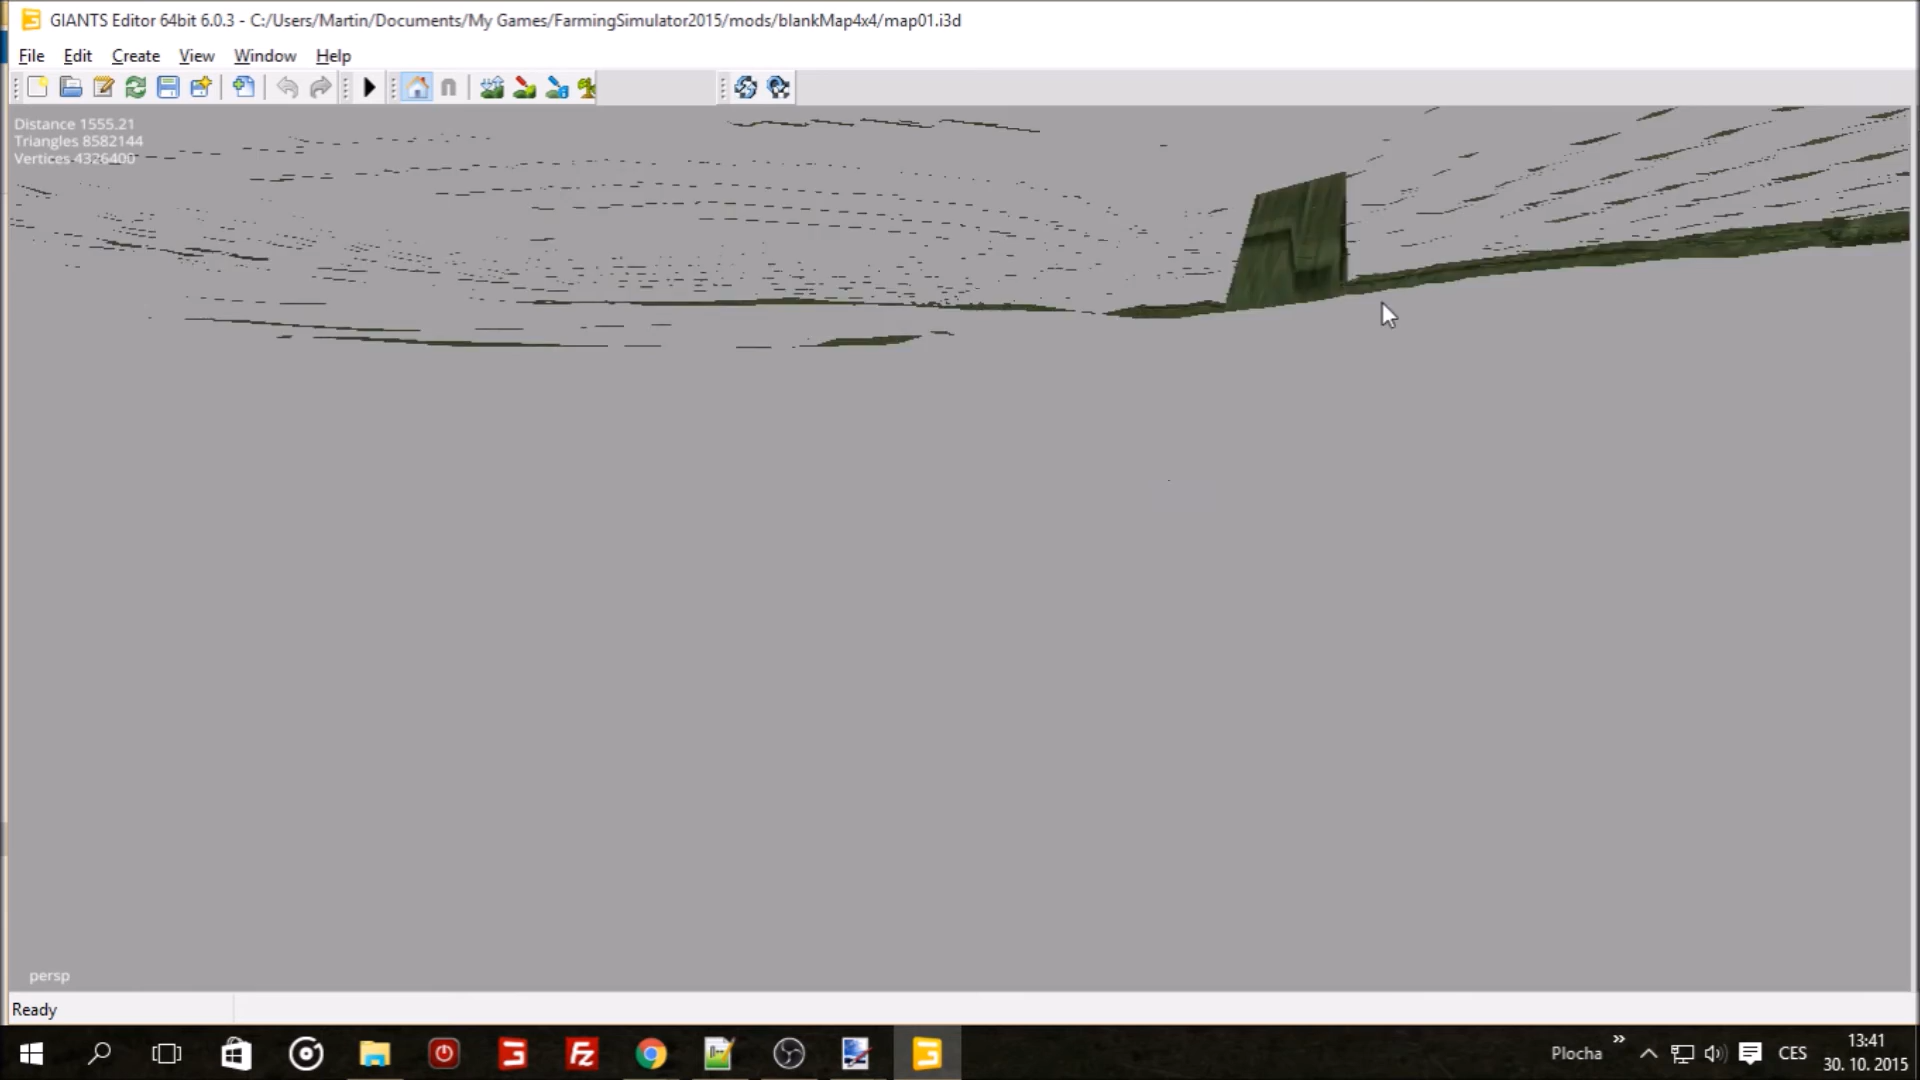 GIANTS Editor 64bit 6.0.3 - C:/Users/Martin/Documents/My Games/FarmingSimulator2015/mods/blankMap4x4/map01.i3d
File Edit Create View Window Help
Distance 1555.21
Triangles 8582144
Vertices 4326400
persp
Ready
Plocha
CES
13:41
30. 10. 2015